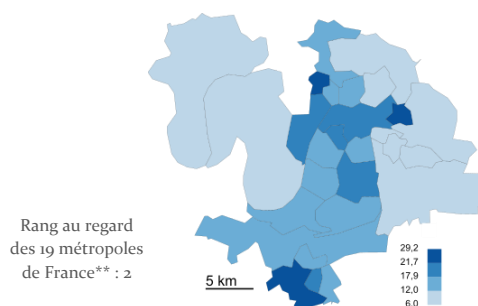 Rang au regard
des 19 métropoles
de France** : 2
5 km
29,2
21,7
17,9
12,0
6,0